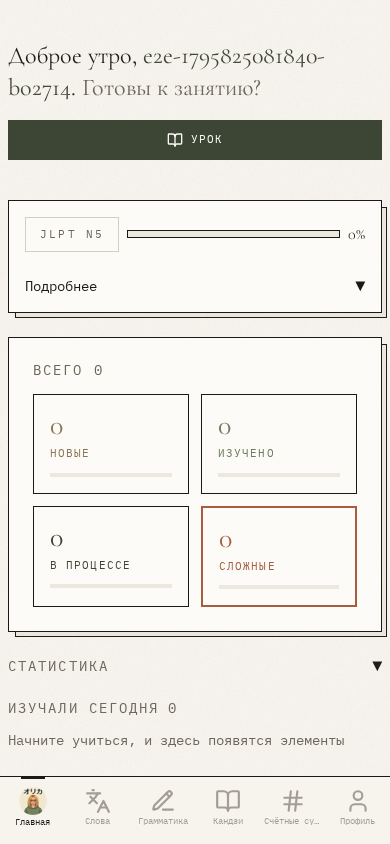 Доброе утро, e2e-1795825081840-
bo2714. Готовы к занятию?
УРОК
JLPT N5
0%
Подробнее ▼
ВСЕГО 0
0
НОВЫЕ
0
ИЗУЧЕНО
0
В ПРОЦЕССЕ
0
СЛОЖНЫЕ
СТАТИСТИКА ▼
ИЗУЧАЛИ СЕГОДНЯ 0
Начните учиться, и здесь появятся элементы
オリカ
Главная
Слова
Грамматика
Кандзи
Счётные су…
Профиль